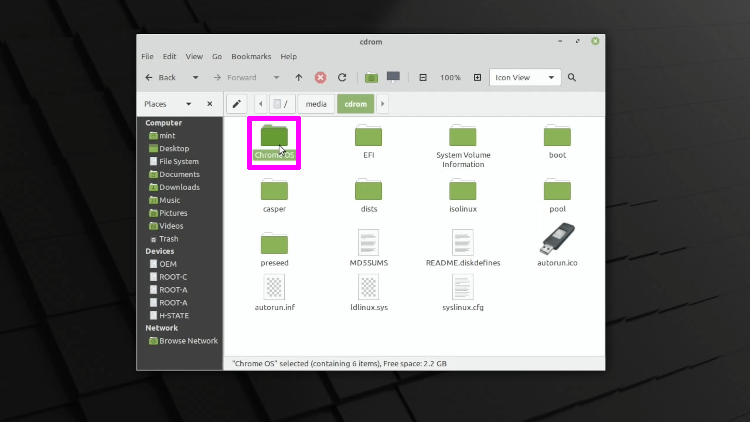 cdrom
File Edit View Go Bookmarks Help
Back Forward 100% Icon View
Places / media cdrom
Computer
mint
Desktop
File System
Documents
Downloads
Music
Pictures
Videos
Trash
Devices
OEM
ROOT-C
ROOT-A
ROOT-A
H-STATE
Network
Browse Network
Chrome OS EFI System Volume Information boot
casper dists isolinux pool
preseed MD5SUMS README.diskdefines autorun.ico
autorun.inf ldlinux.sys syslinux.cfg
"Chrome OS" selected (containing 6 items), Free space: 2.2 GB